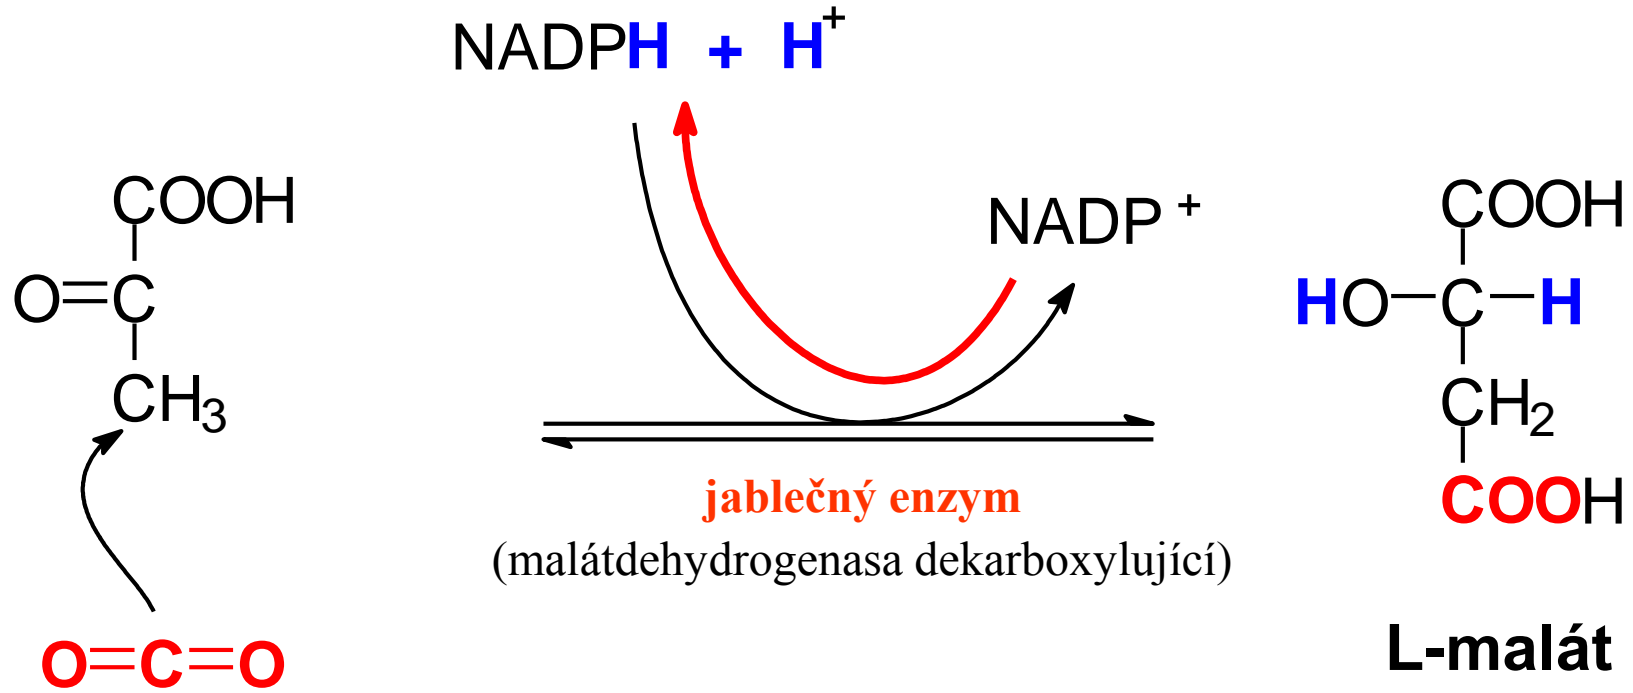 NADPH + H⁺
COOH
O=C
CH₃
O=C=O
NADP⁺
jablečný enzym
(malátdehydrogenasa dekarboxylující)
COOH
HO–C–H
CH₂
COOH
L-malát